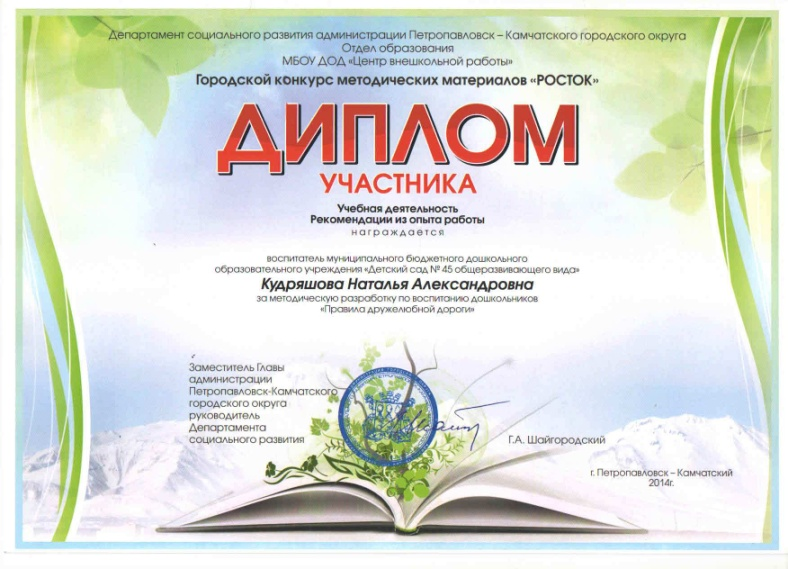 Департамент социального развития администрации Петропавловск – Камчатского городского округа
Отдел образования
МБОУ ДОД «Центр внешкольной работы»
Городской конкурс методических материалов «РОСТОК»
ДИПЛОМ
УЧАСТНИКА
Учебная деятельность
Рекомендации из опыта работы
награждается
воспитатель муниципального бюджетного дошкольного
образовательного учреждения «Детский сад № 45 общеразвивающего вида»
Кудряшова Наталья Александровна
за методическую разработку по воспитанию дошкольников
«Правила дружелюбной дороги»
Заместитель Главы
администрации
Петропавловск-Камчатского
городского округа
руководитель
Департамента
социального развития
Г.А. Шайгородский
г. Петропавловск – Камчатский
2014г.